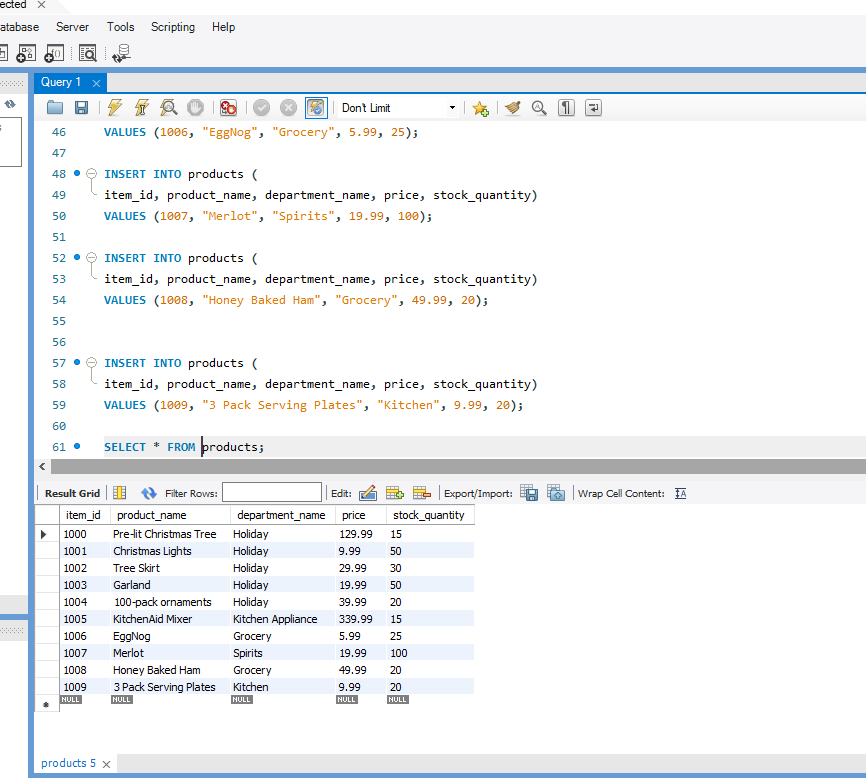 ected ×
atabase Server Tools Scripting Help
Query 1 ×
Don't Limit
46 VALUES (1006, "EggNog", "Grocery", 5.99, 25);
47
48 INSERT INTO products (
49 item_id, product_name, department_name, price, stock_quantity)
50 VALUES (1007, "Merlot", "Spirits", 19.99, 100);
51
52 INSERT INTO products (
53 item_id, product_name, department_name, price, stock_quantity)
54 VALUES (1008, "Honey Baked Ham", "Grocery", 49.99, 20);
55
56
57 INSERT INTO products (
58 item_id, product_name, department_name, price, stock_quantity)
59 VALUES (1009, "3 Pack Serving Plates", "Kitchen", 9.99, 20);
60
61 SELECT * FROM products;
Result Grid Filter Rows: Edit: Export/Import: Wrap Cell Content:
item_id product_name department_name price stock_quantity
1000 Pre-lit Christmas Tree Holiday 129.99 15
1001 Christmas Lights Holiday 9.99 50
1002 Tree Skirt Holiday 29.99 30
1003 Garland Holiday 19.99 50
1004 100-pack ornaments Holiday 39.99 20
1005 KitchenAid Mixer Kitchen Appliance 339.99 15
1006 EggNog Grocery 5.99 25
1007 Merlot Spirits 19.99 100
1008 Honey Baked Ham Grocery 49.99 20
1009 3 Pack Serving Plates Kitchen 9.99 20
NULL NULL NULL NULL NULL
products 5 ×